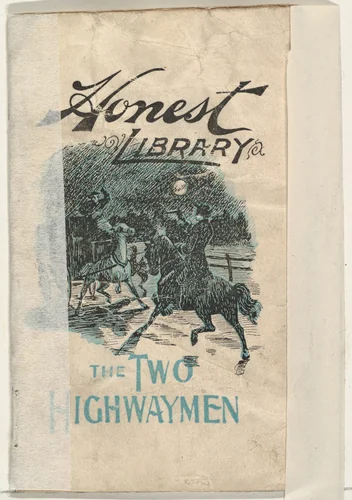 Honest
LIBRARY
THE TWO
HIGHWAYMEN